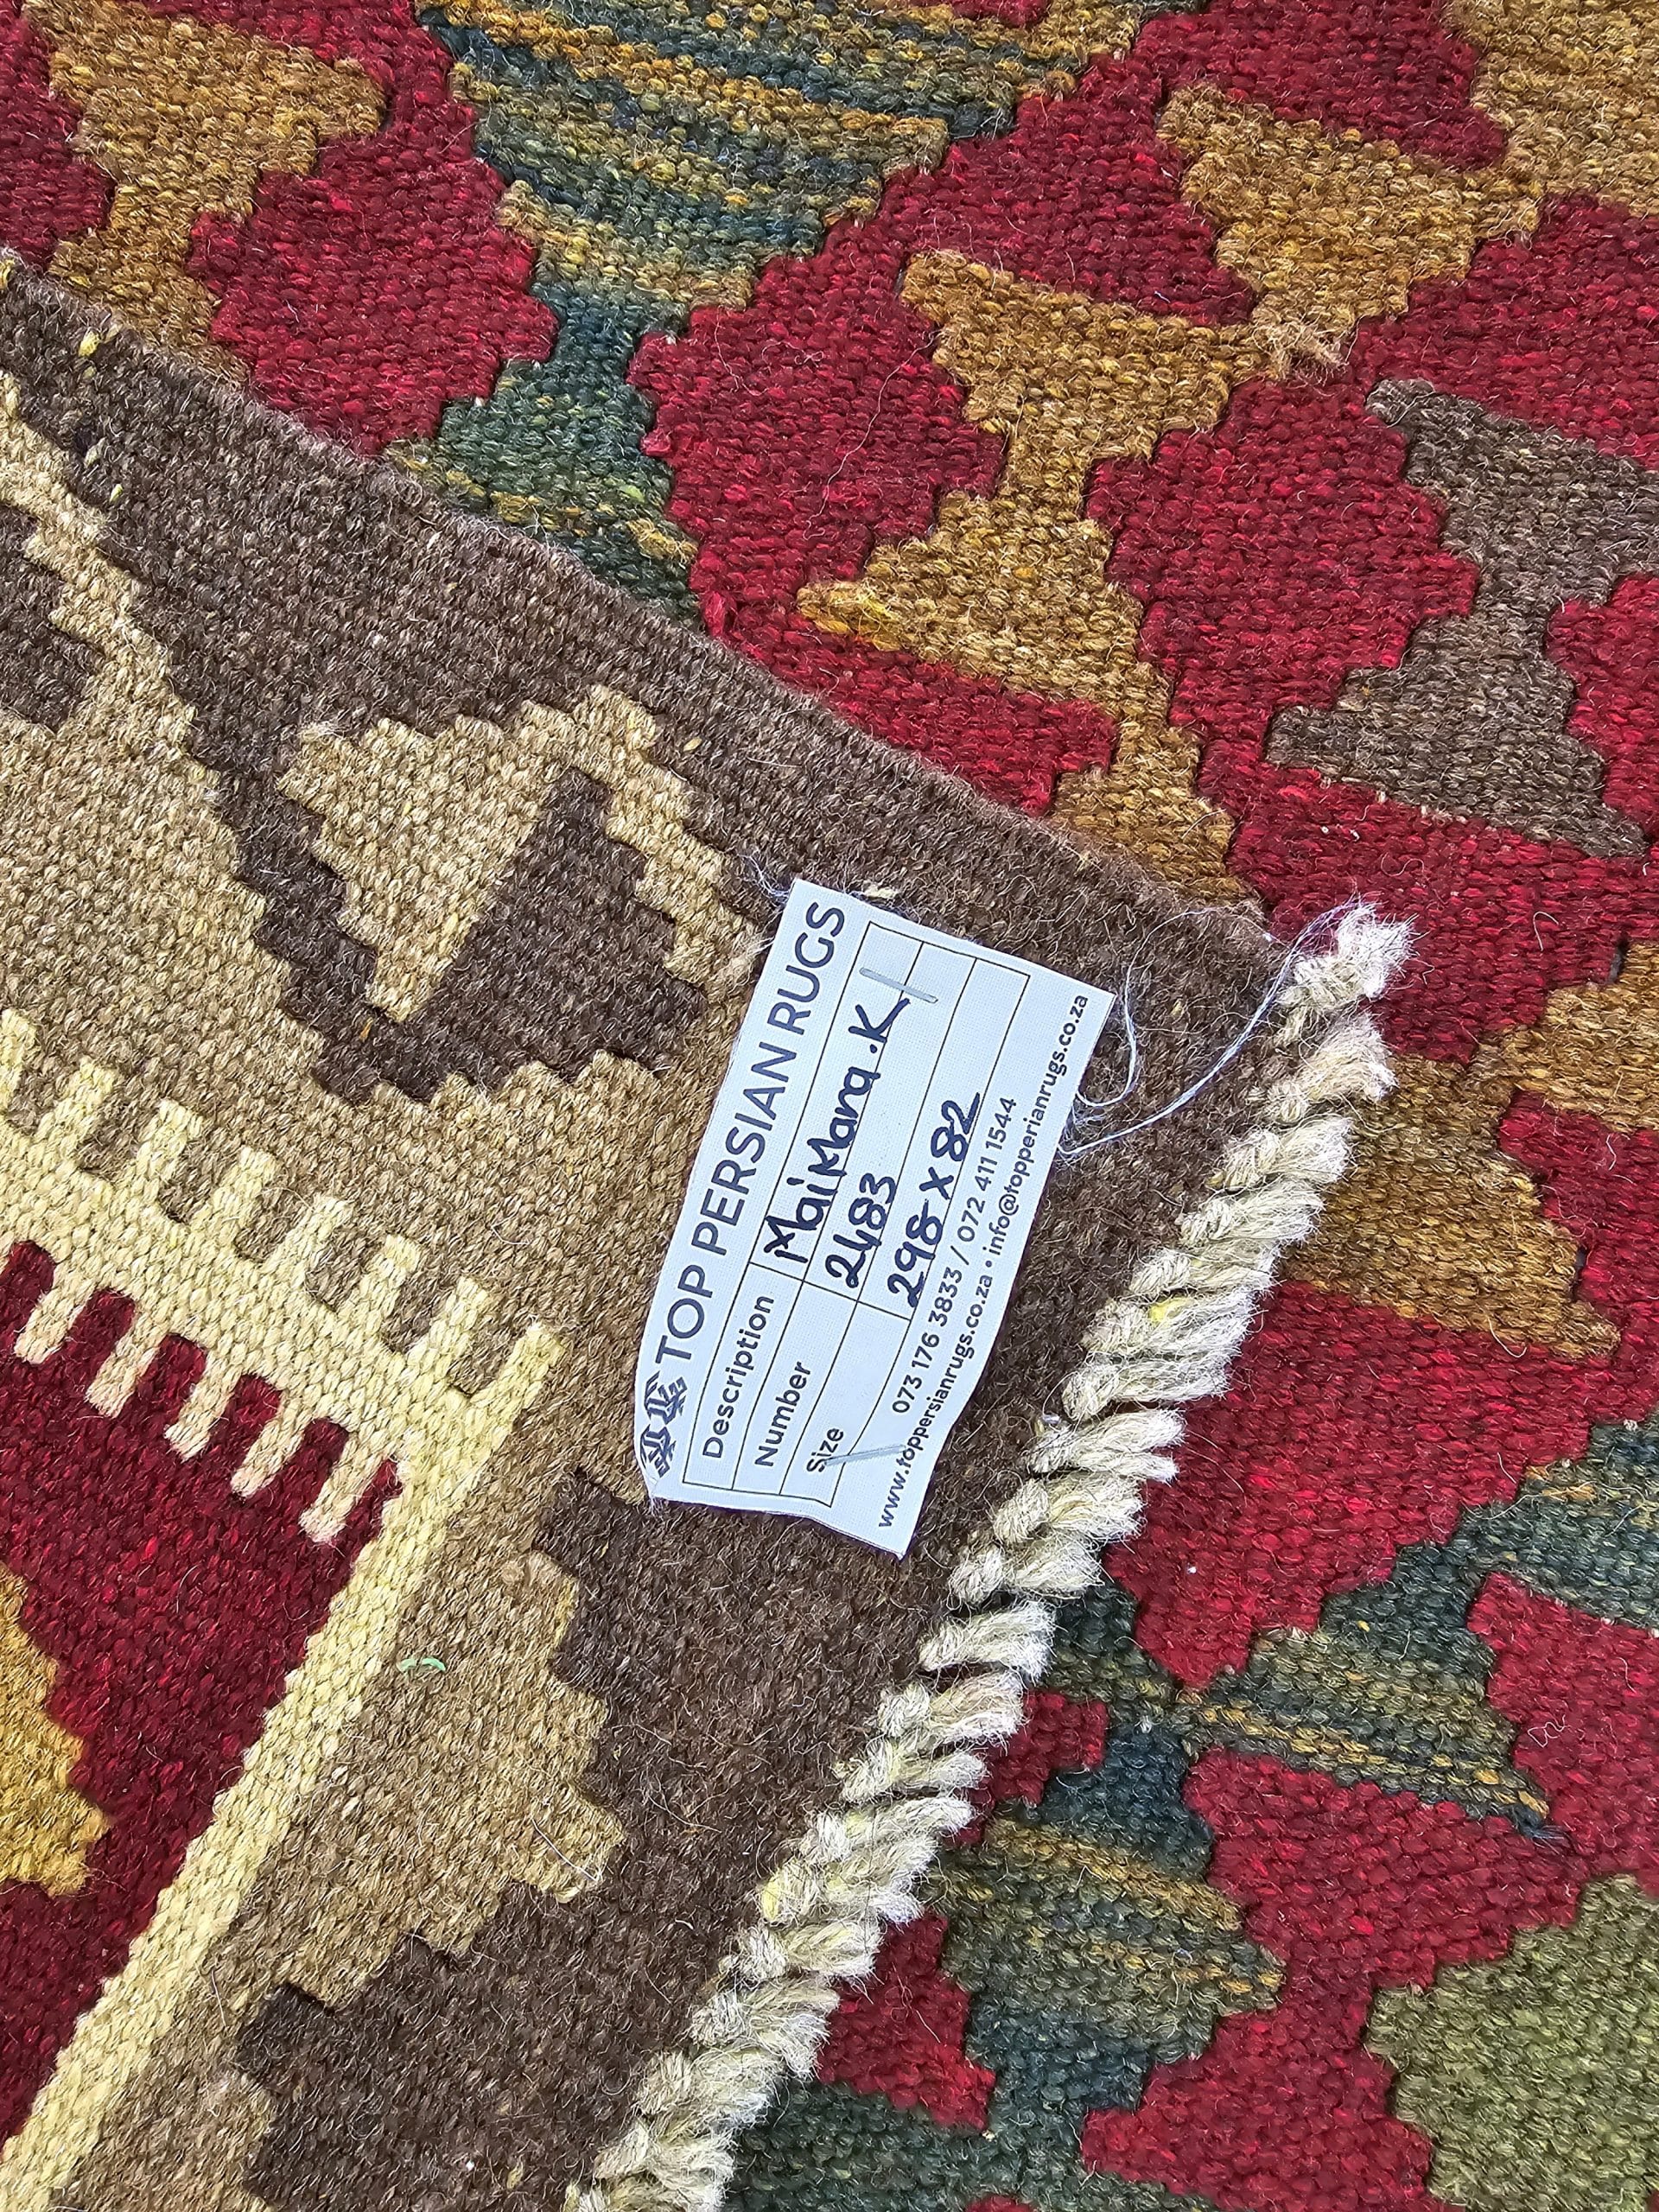 TOP PERSIAN RUGS
Description MaiMana.K
Number 2483
Size 298 x 82
073 176 3833 / 072 411 1544
www.toppersianrugs.co.za • info@topperianrugs.co.za